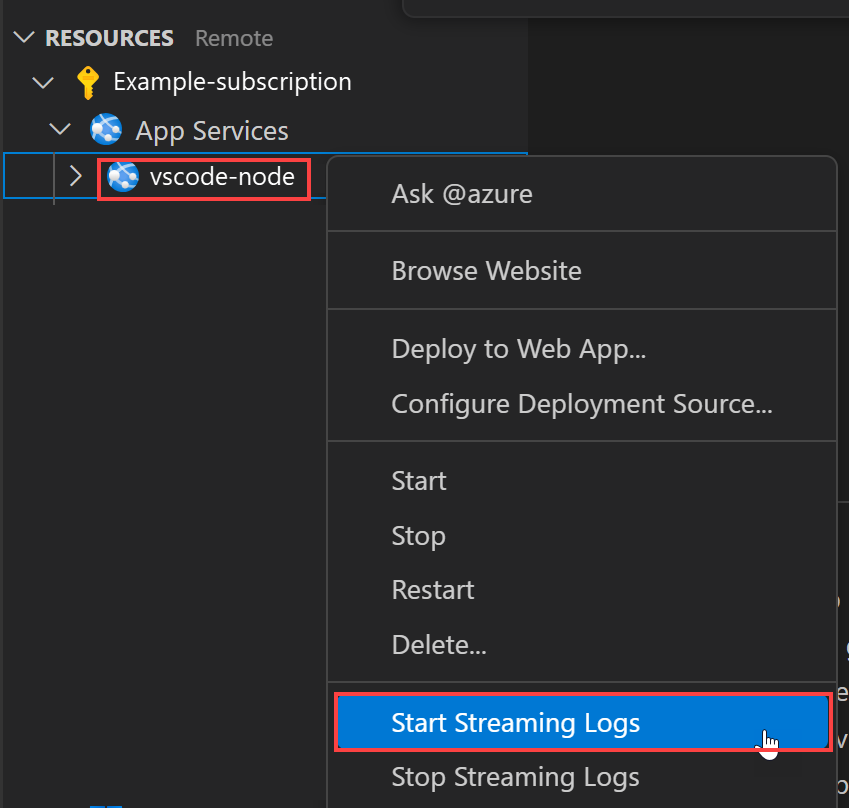 RESOURCES Remote
Example-subscription
App Services
vscode-node
Ask @azure
Browse Website
Deploy to Web App...
Configure Deployment Source...
Start
Stop
Restart
Delete...
Start Streaming Logs
Stop Streaming Logs